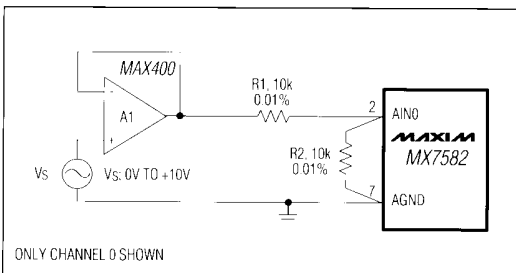 MAX400
R1, 10k
0.01%
A1
2
AIN0
MAXIM
MX7582
R2, 10k
0.01%
VS
VS: 0V TO +10V
7
AGND
ONLY CHANNEL 0 SHOWN